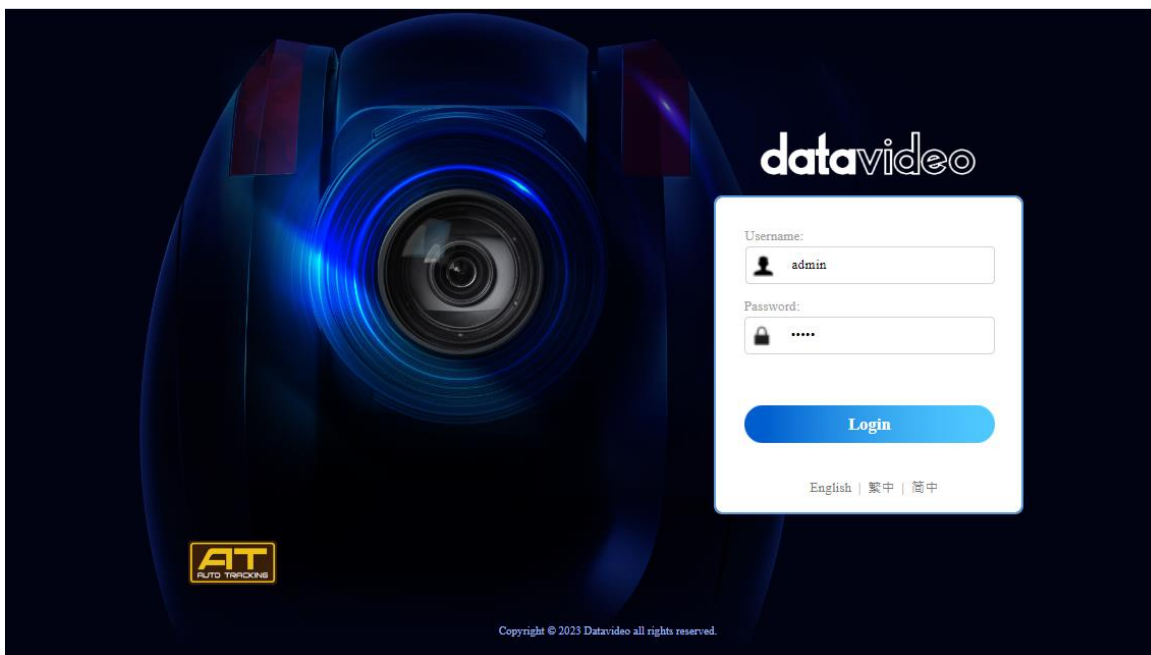 datavideo
Username:
admin
Password:
•••••
Login
English | 繁中 | 简中
AT
AUTO TRACKING
Copyright © 2023 Datavideo all rights reserved.